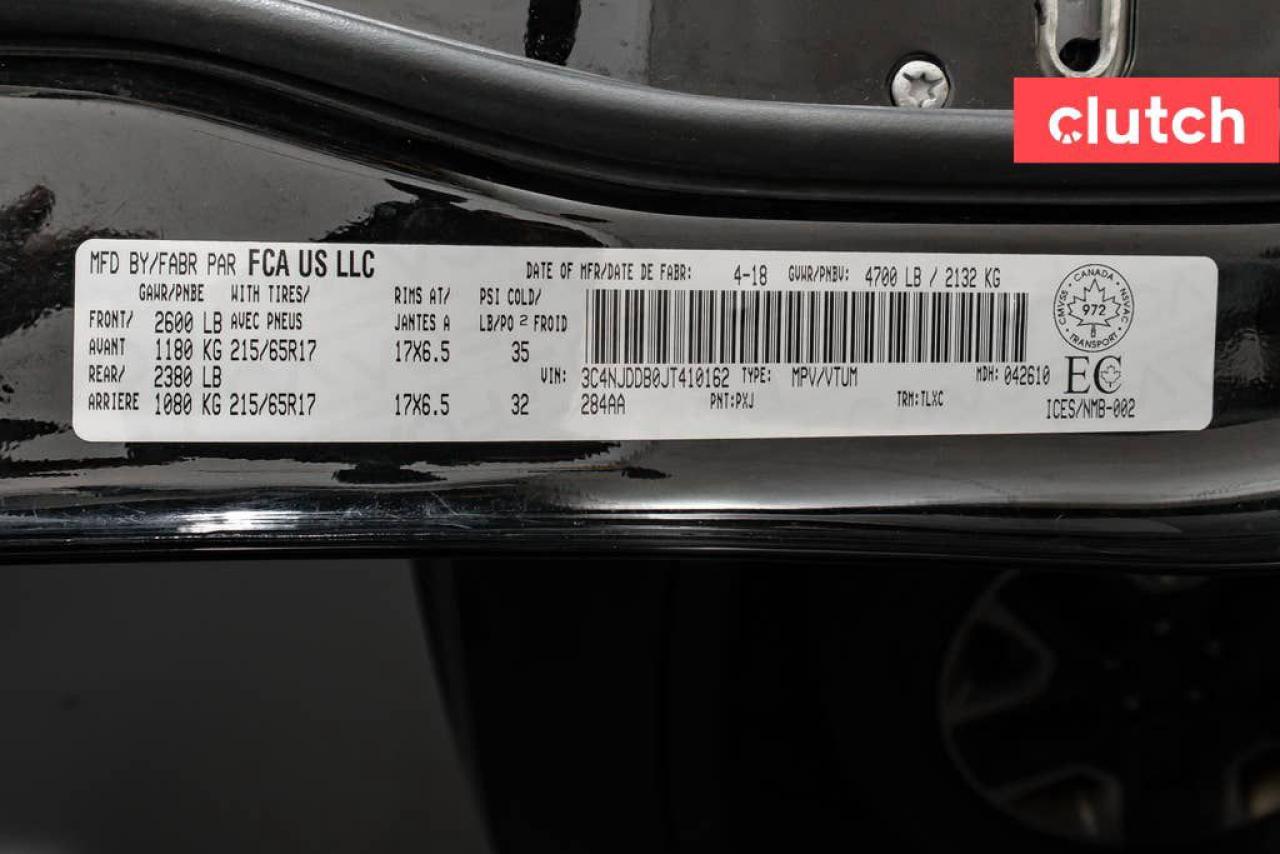 clutch
MFD BY/FABR PAR FCA US LLC
DATE OF MFR/DATE DE FABR: 4-18 GVWR/PNBV: 4700 LB / 2132 KG
GAWR/PNBE WITH TIRES/ RIMS AT/ PSI COLD/
FRONT/ 2600 LB AVEC PNEUS JANTES A LB/PO 2 FROID
AVANT 1180 KG 215/65R17 17X6.5 35
REAR/ 2380 LB
VIN: 3C4NJDDB0JT410162 TYPE: MPV/VTUM MDH: 042610
ARRIERE 1080 KG 215/65R17 17X6.5 32 284AA PNT:PXJ TRM:TLXC
CANADA
CMVSS NSVAC
972
TRANSPORT
EC
ICES/NMB-002